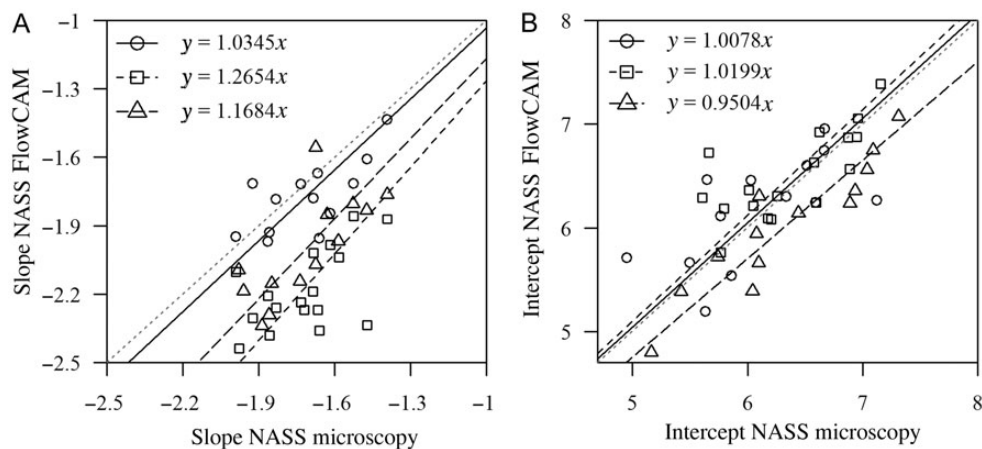 A
y = 1.0345x
y = 1.2654x
y = 1.1684x
Slope NASS FlowCAM
-1
-1.3
-1.6
-1.9
-2.2
-2.5
-2.5 -2.2 -1.9 -1.6 -1.3 -1
Slope NASS microscopy
B
y = 1.0078x
y = 1.0199x
y = 0.9504x
Intercept NASS FlowCAM
8
7
6
5
5 6 7 8
Intercept NASS microscopy